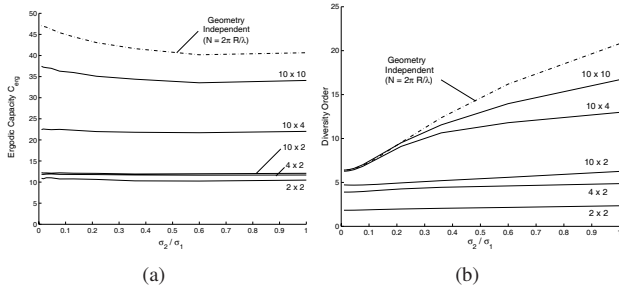 Geometry
Independent
(N = 2π R/λ)
10 x 10
10 x 4
10 x 2
4 x 2
2 x 2
50
45
40
35
30
25
20
15
10
5
0
0 0.1 0.2 0.3 0.4 0.5 0.6 0.7 0.8 0.9 1
Ergodic Capacity C_erg
σ₂ / σ₁
(a)
Geometry
Independent
(N = 2π R/λ)
10 x 10
10 x 4
10 x 2
4 x 2
2 x 2
25
20
15
10
5
0
0 0.1 0.2 0.3 0.4 0.5 0.6 0.7 0.8 0.9 1
Diversity Order
σ₂ / σ₁
(b)